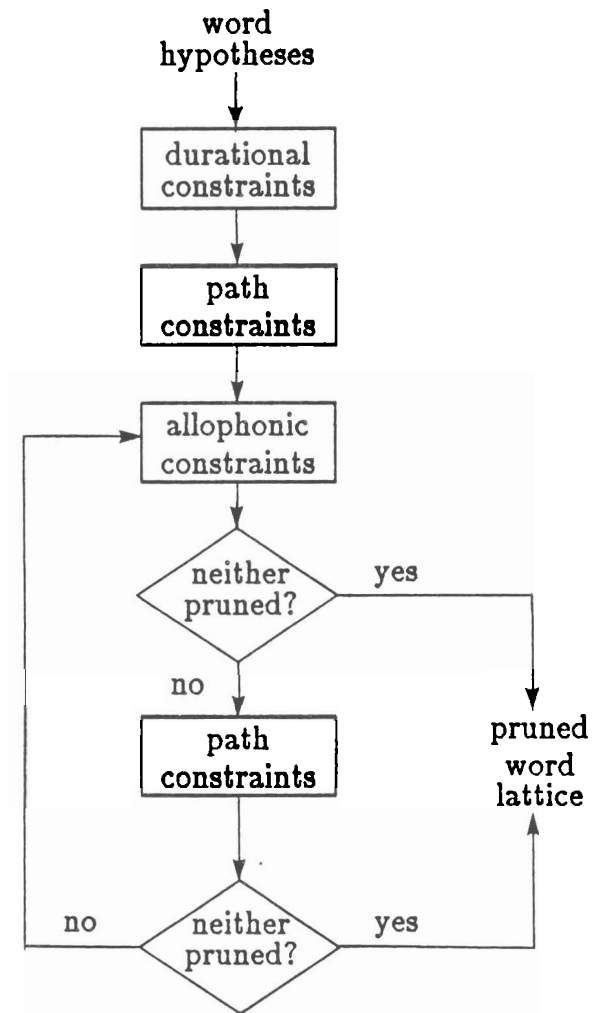 word
hypotheses
durational
constraints
path
constraints
allophonic
constraints
neither
pruned?
yes
no
path
constraints
pruned
word
lattice
no
neither
pruned?
yes